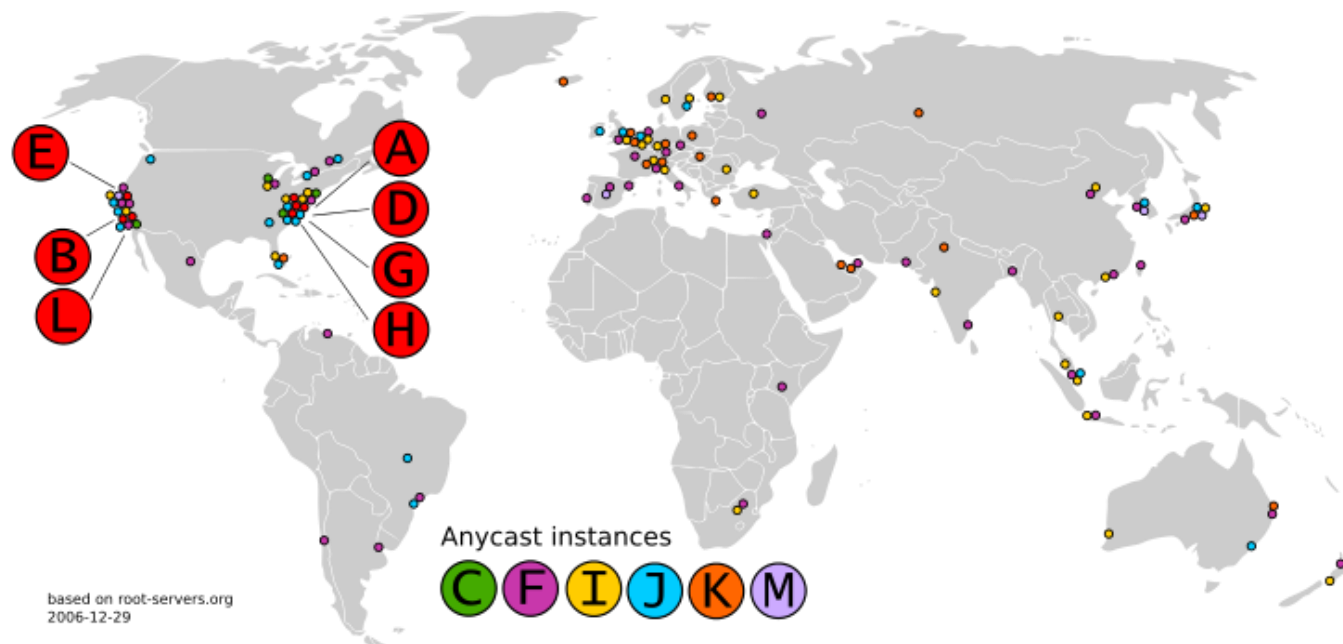 E
B
L
A
D
G
H
Anycast instances
C F I J K M
based on root-servers.org
2006-12-29